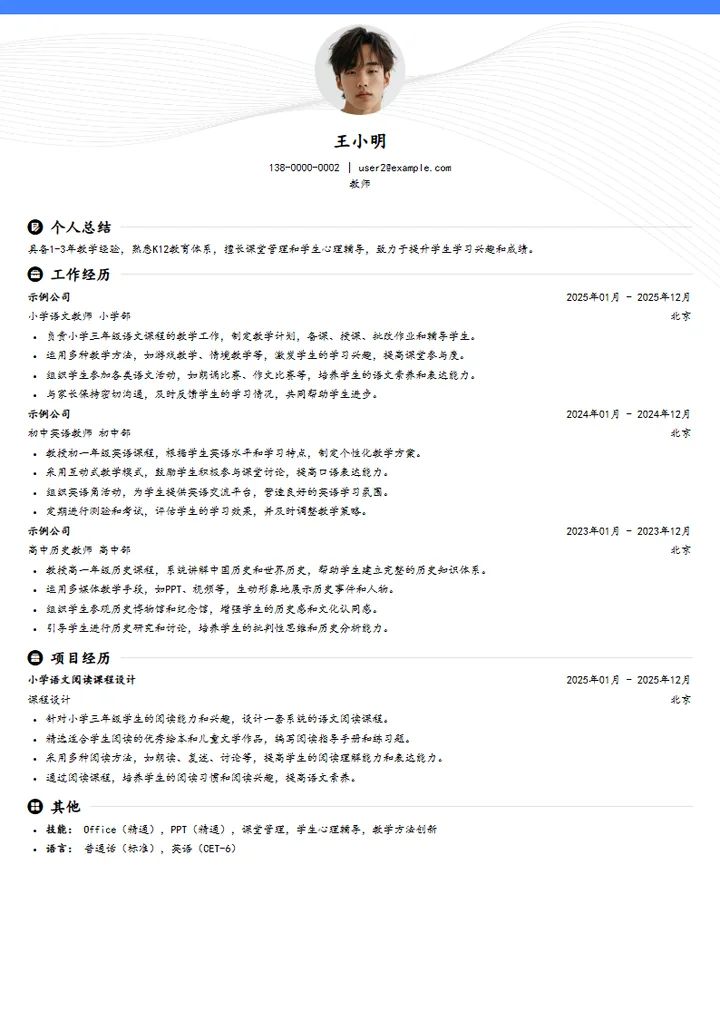 王小明
138-0000-0002 | user2@example.com
教师
个人总结
具备1-3年教学经验，熟悉K12教育体系，擅长课堂管理和学生心理辅导，致力于提升学生学习兴趣和成绩。
工作经历
示例公司 2025年01月 - 2025年12月
小学语文教师 小学部 北京
• 负责小学三年级语文课程的教学工作，制定教学计划，备课、授课、批改作业和辅导学生。
• 运用多种教学方法，如游戏教学、情境教学等，激发学生的学习兴趣，提高课堂参与度。
• 组织学生参加各类语文活动，如朗诵比赛、作文比赛等，培养学生的语文素养和表达能力。
• 与家长保持密切沟通，及时反馈学生的学习情况，共同帮助学生进步。
示例公司 2024年01月 - 2024年12月
初中英语教师 初中部 北京
• 教授初一年级英语课程，根据学生英语水平和学习特点，制定个性化教学方案。
• 采用互动式教学模式，鼓励学生积极参与课堂讨论，提高口语表达能力。
• 组织英语角活动，为学生提供英语交流平台，营造良好的英语学习氛围。
• 定期进行测验和考试，评估学生的学习效果，并及时调整教学策略。
示例公司 2023年01月 - 2023年12月
高中历史教师 高中部 北京
• 教授高一年级历史课程，系统讲解中国历史和世界历史，帮助学生建立完整的历史知识体系。
• 运用多媒体教学手段，如PPT、视频等，生动形象地展示历史事件和人物。
• 组织学生参观历史博物馆和纪念馆，增强学生的历史感和文化认同感。
• 引导学生进行历史研究和讨论，培养学生的批判性思维和历史分析能力。
项目经历
小学语文阅读课程设计 2025年01月 - 2025年12月
课程设计 北京
• 针对小学三年级学生的阅读能力和兴趣，设计一套系统的语文阅读课程。
• 精选适合学生阅读的优秀绘本和儿童文学作品，编写阅读指导手册和练习题。
• 采用多种阅读方法，如朗读、复述、讨论等，提高学生的阅读理解能力和表达能力。
• 通过阅读课程，培养学生的阅读习惯和阅读兴趣，提高语文素养。
其他
• 技能： Office（精通）, PPT（精通）, 课堂管理, 学生心理辅导, 教学方法创新
• 语言： 普通话（标准）, 英语（CET-6）